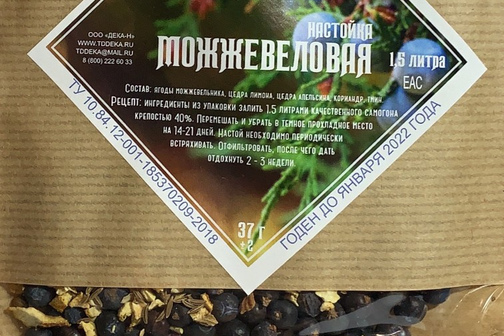 ООО «ДЕКА-Н»
WWW.TDDEKA.RU
TDDEKA@MAIL.RU
8 (800) 222 60 33
НАСТОЙКА
МОЖЖЕВЕЛОВАЯ
1,5 литра
ЕАС
Состав: ягоды можжевельника, цедра лимона, цедра апельсина, кориандр, тмин.
Рецепт: ингредиенты из упаковки залить 1,5 литрами качественного самогона
крепостью 40%. Перемешать и убрать в темное прохладное место
на 14-21 дней. Настой необходимо периодически
встряхивать. Отфильтровать, после чего дать
отдохнуть 2 - 3 недели.
37 г
±2
ТУ 10.84.12-001-185370209-2018
ГОДЕН ДО ЯНВАРЯ 2022 ГОДА